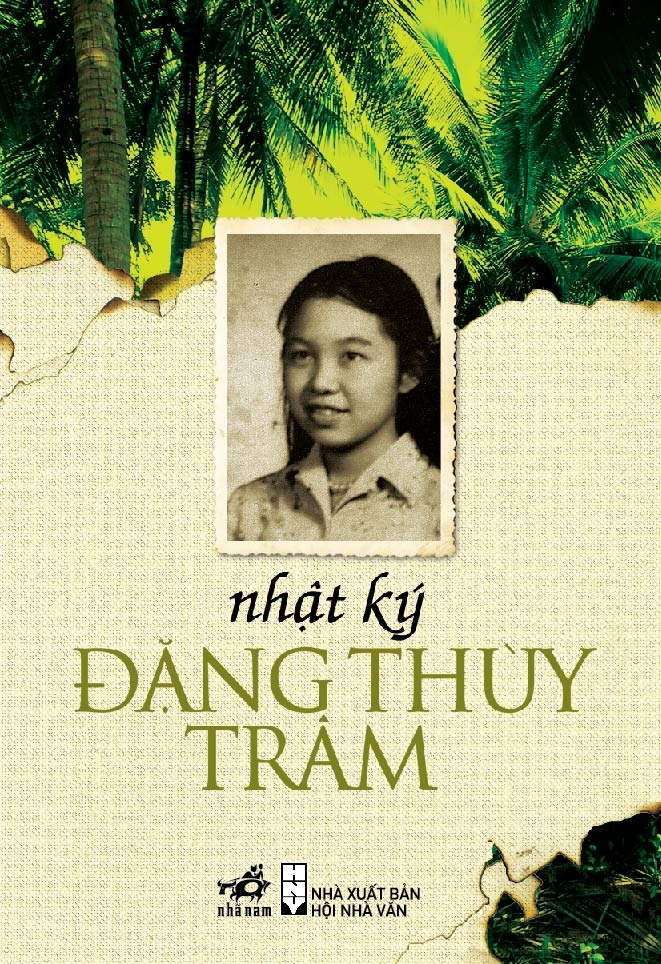 nhật ký
ĐẶNG THÙY
TRÂM
nhã nam
NHÀ XUẤT BẢN
HỘI NHÀ VĂN